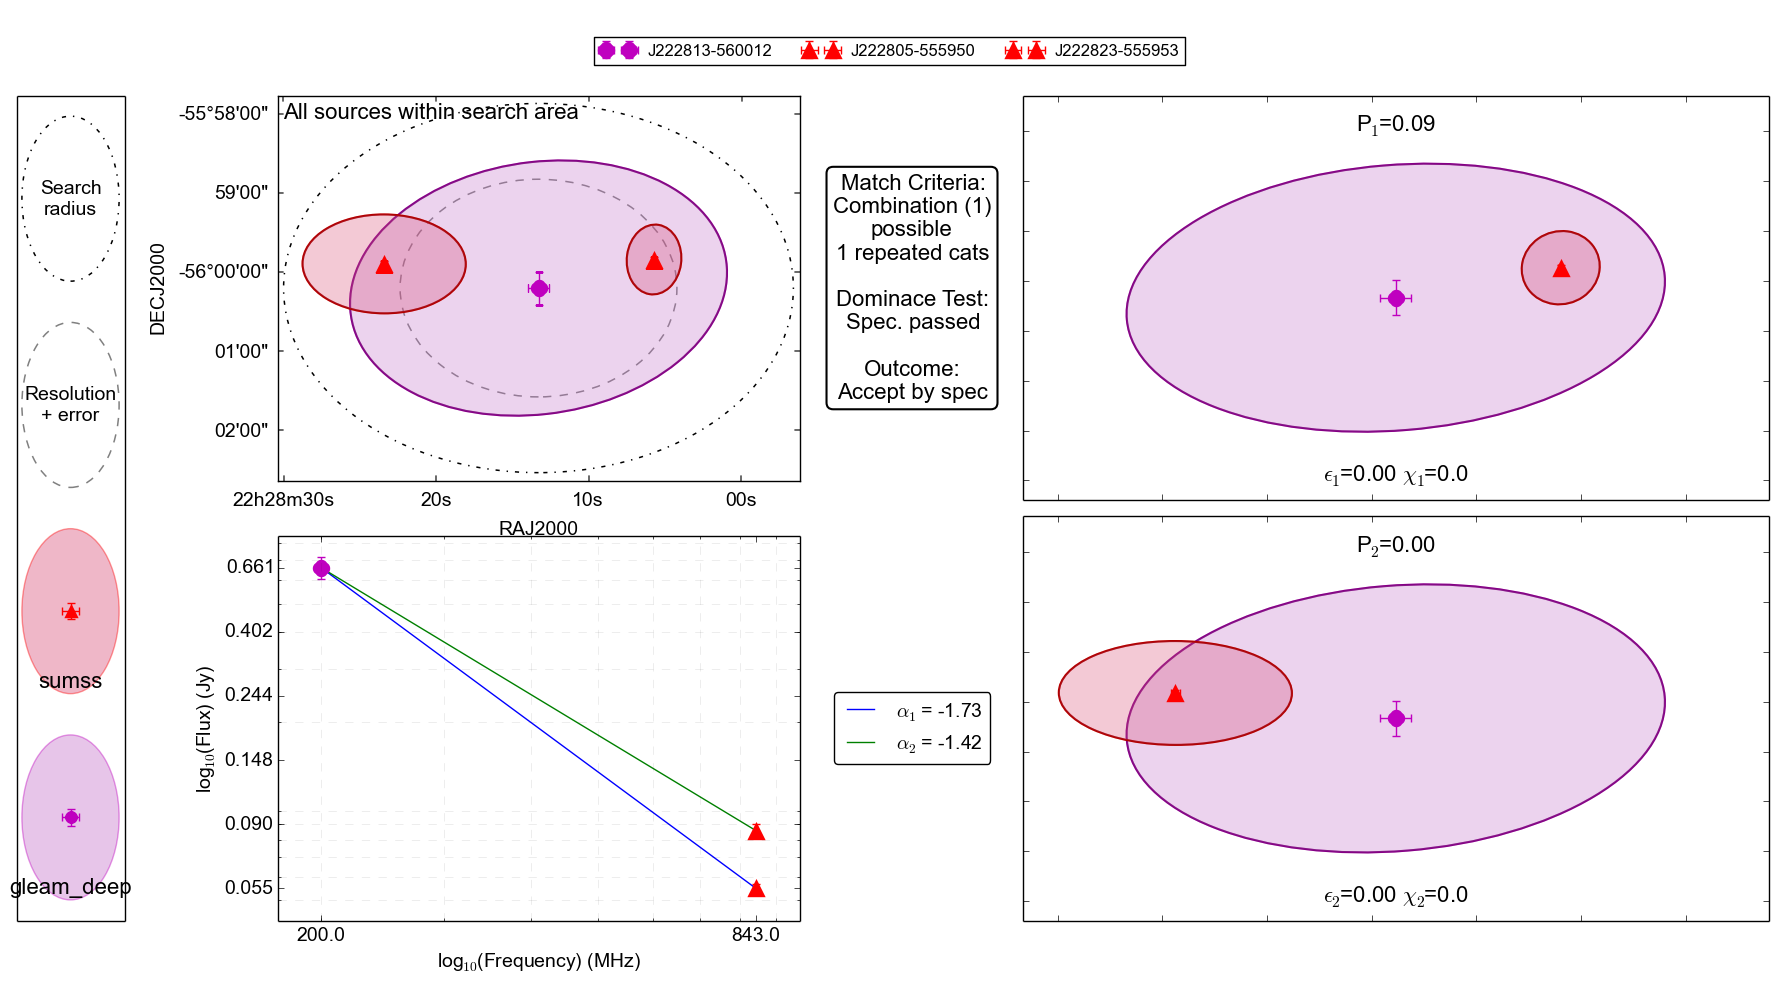 J222813-560012 J222805-555950 J222823-555953
Search
radius
Resolution
+ error
sumss
gleam_deep
All sources within search area
-55°58'00"
59'00"
-56°00'00"
01'00"
02'00"
DECJ2000
22h28m30s 20s 10s 00s
RAJ2000
Match Criteria:
Combination (1)
possible
1 repeated cats
Dominace Test:
Spec. passed
Outcome:
Accept by spec
P₁=0.09
ϵ₁=0.00 χ₁=0.0
0.661
0.402
0.244
0.148
0.090
0.055
log₁₀(Flux) (Jy)
200.0 843.0
log₁₀(Frequency) (MHz)
α₁ = -1.73
α₂ = -1.42
P₂=0.00
ϵ₂=0.00 χ₂=0.0